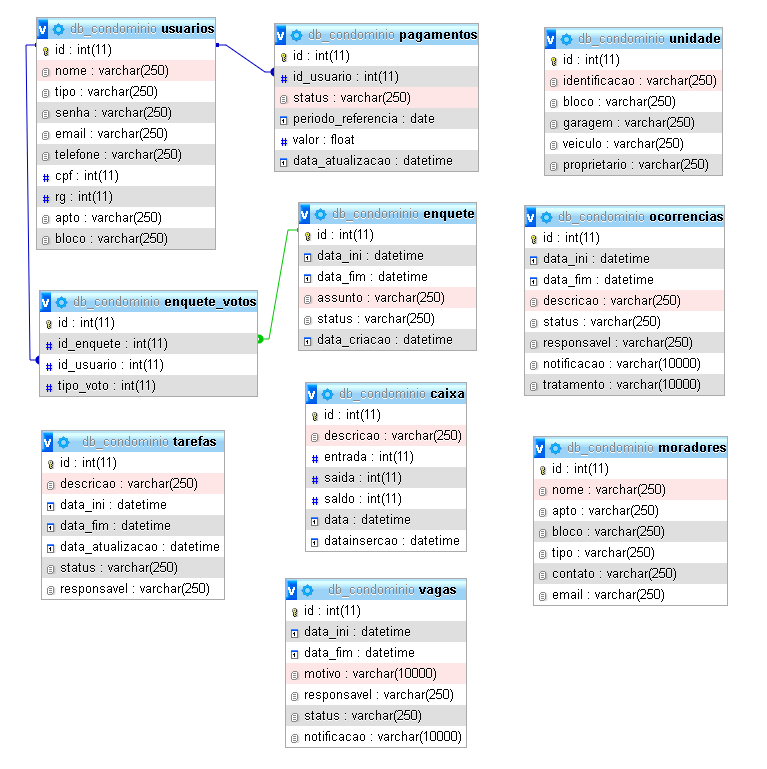 v db_condominio usuarios
id : int(11)
nome : varchar(250)
tipo : varchar(250)
senha : varchar(250)
email : varchar(250)
telefone : varchar(250)
# cpf : int(11)
# rg : int(11)
apto : varchar(250)
bloco : varchar(250)
v db_condominio pagamentos
id : int(11)
# id_usuario : int(11)
status : varchar(250)
periodo_referencia : date
# valor : float
data_atualizacao : datetime
v db_condominio unidade
id : int(11)
identificacao : varchar(250)
bloco : varchar(250)
garagem : varchar(250)
veiculo : varchar(250)
proprietario : varchar(250)
v db_condominio enquete
id : int(11)
data_ini : datetime
data_fim : datetime
assunto : varchar(250)
status : varchar(250)
data_criacao : datetime
v db_condominio ocorrencias
id : int(11)
data_ini : datetime
data_fim : datetime
descricao : varchar(250)
status : varchar(250)
responsavel : varchar(250)
notificacao : varchar(10000)
tratamento : varchar(10000)
v db_condominio enquete_votos
id : int(11)
# id_enquete : int(11)
# id_usuario : int(11)
# tipo_voto : int(11)
v db_condominio caixa
id : int(11)
descricao : varchar(250)
# entrada : int(11)
# saida : int(11)
# saldo : int(11)
data : datetime
datainsercao : datetime
v db_condominio tarefas
id : int(11)
descricao : varchar(250)
data_ini : datetime
data_fim : datetime
data_atualizacao : datetime
status : varchar(250)
responsavel : varchar(250)
v db_condominio moradores
id : int(11)
nome : varchar(250)
apto : varchar(250)
bloco : varchar(250)
tipo : varchar(250)
contato : varchar(250)
email : varchar(250)
v db_condominio vagas
id : int(11)
data_ini : datetime
data_fim : datetime
motivo : varchar(10000)
responsavel : varchar(250)
status : varchar(250)
notificacao : varchar(10000)